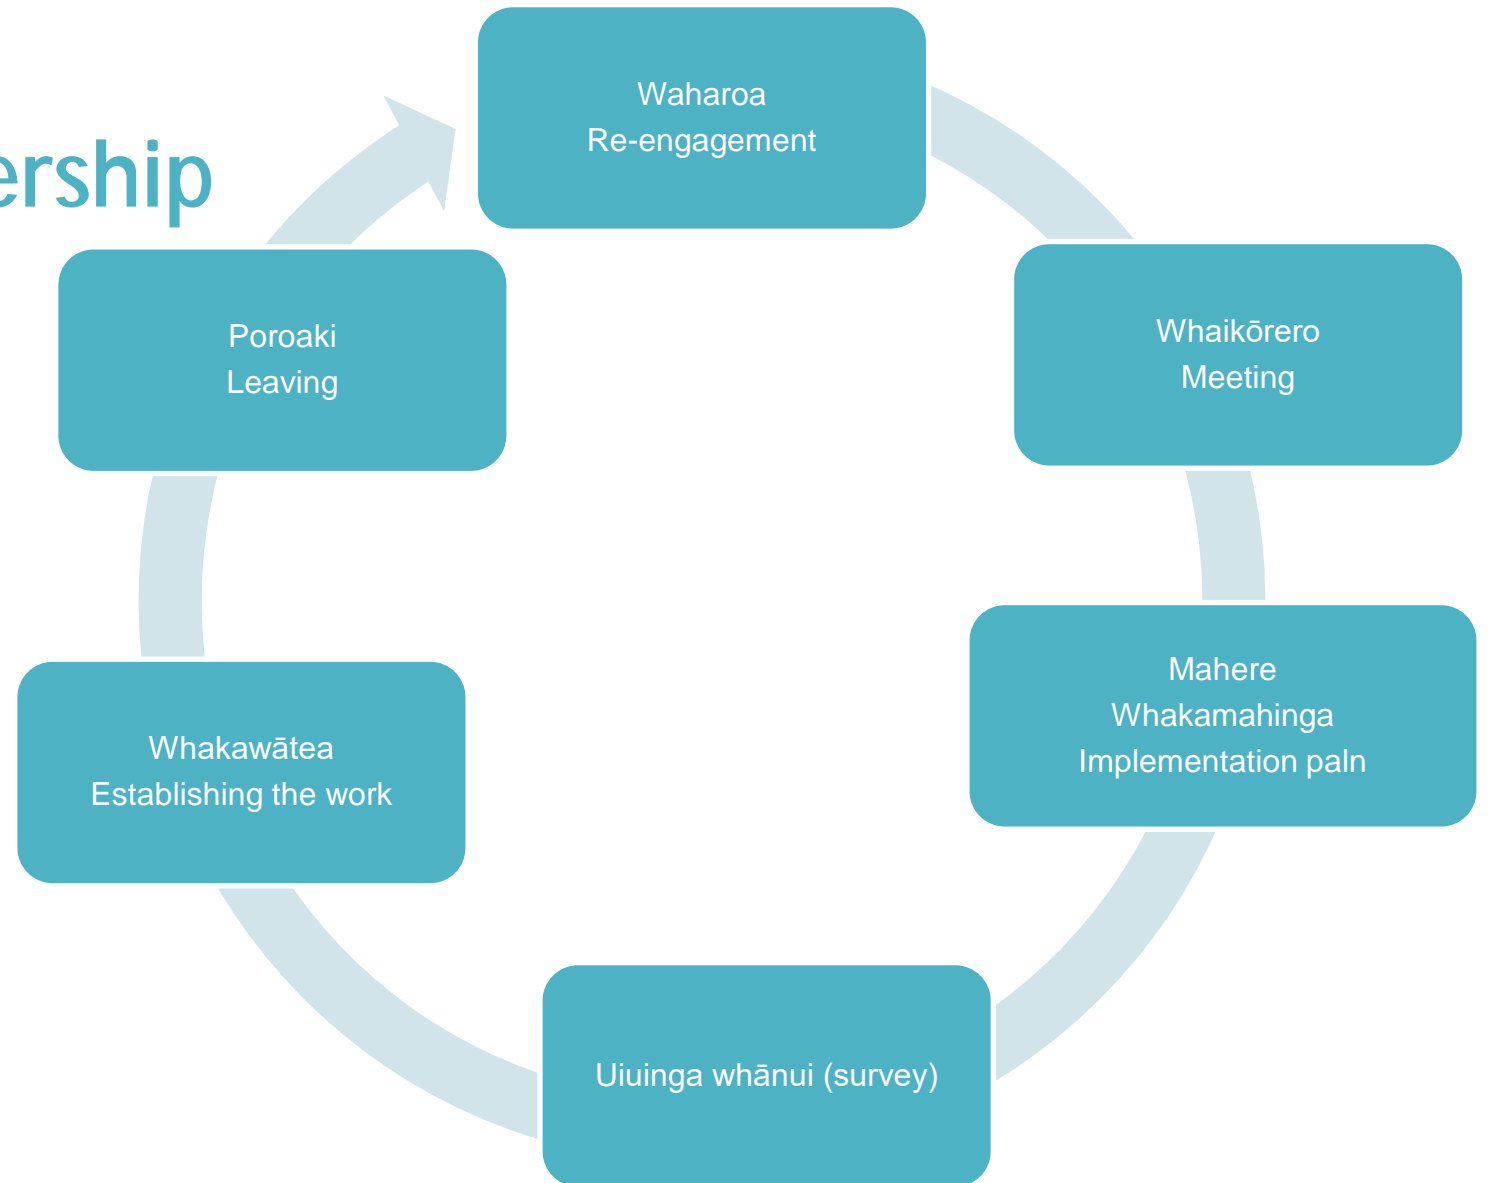 ership
Waharoa
Re-engagement
Whaikōrero
Meeting
Mahere
Whakamahinga
Implementation paln
Uiuinga whānui (survey)
Whakawātea
Establishing the work
Poroaki
Leaving